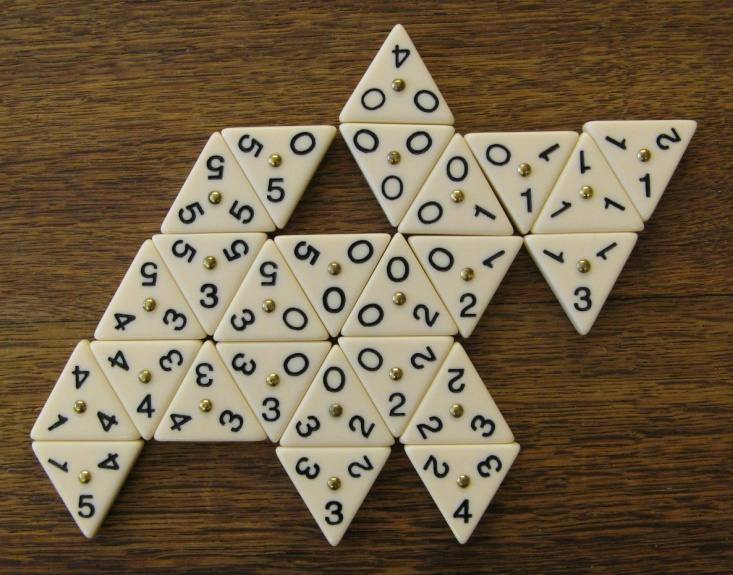 4
0 0
5 0 0 0 1 2
5 0 0 1 1
5 0 1 1
5 5 0 1 1 1
5 5 5 0 0 1 1 1
5 5 0
3 0 2 3
4 3 3 0 0 2
4 3 3 0 0 2
4 3 0 2
4 3 2
1 4 4 3 3 2 2 3
1 4 3 2 2 3
5 3 4